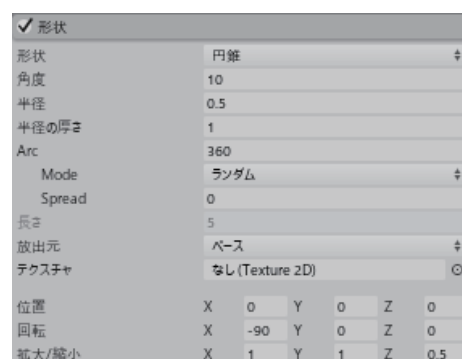 形状
形状 円錐
角度 10
半径 0.5
半径の厚さ 1
Arc 360
Mode ランダム
Spread 0
長さ 5
放出元 ベース
テクスチャ なし (Texture 2D)
位置 X 0 Y 0 Z 0
回転 X -90 Y 0 Z 0
拡大/縮小 X 1 Y 1 Z 0.5